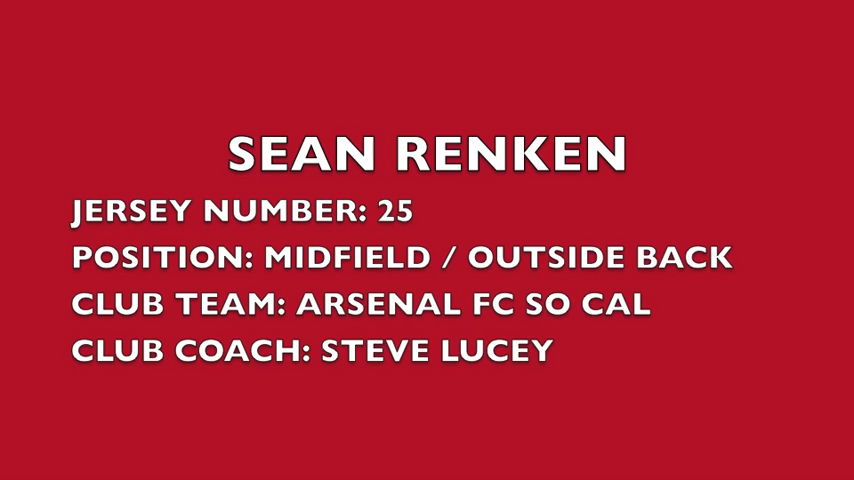 SEAN RENKEN
JERSEY NUMBER: 25
POSITION: MIDFIELD / OUTSIDE BACK
CLUB TEAM: ARSENAL FC SO CAL
CLUB COACH: STEVE LUCEY